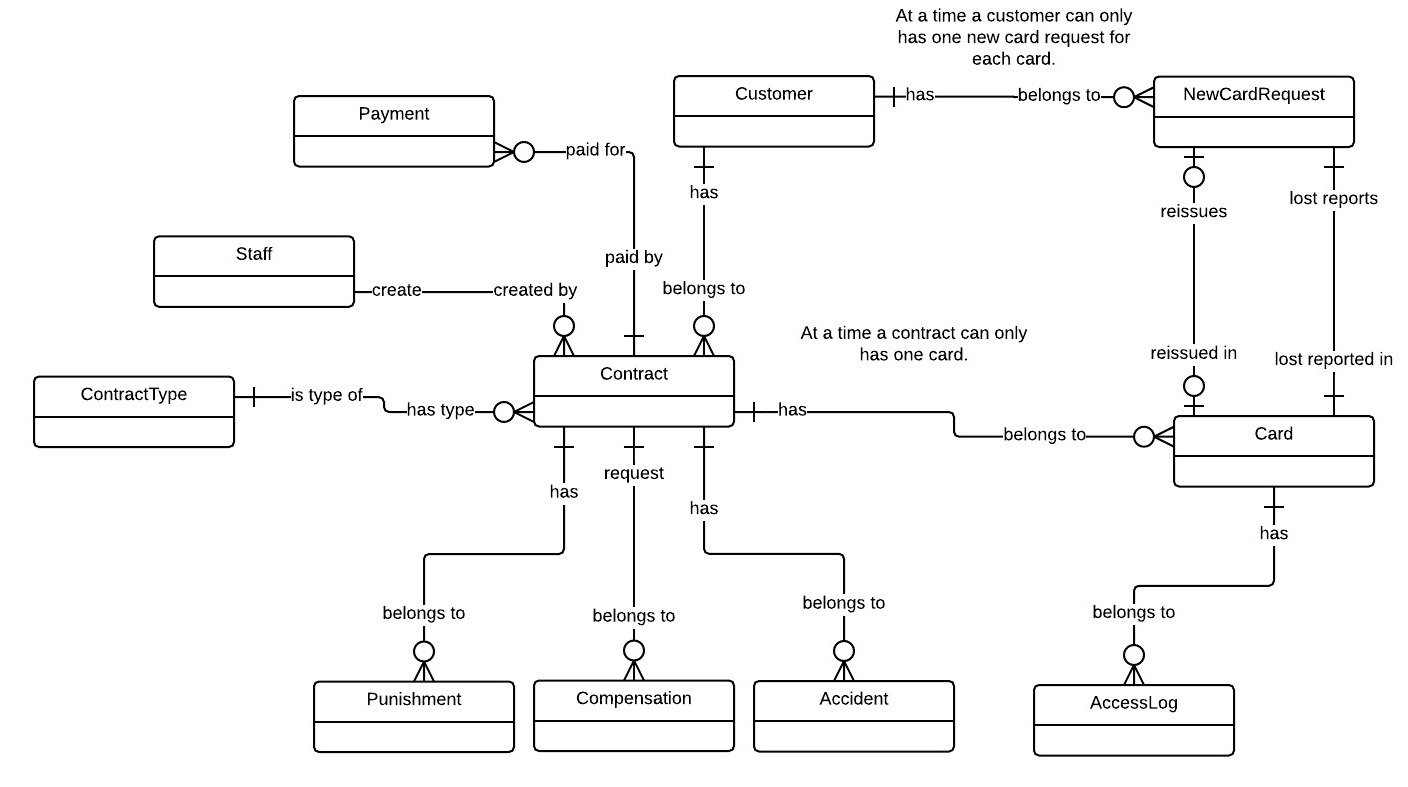 At a time a customer can only
has one new card request for
each card.
Customer
has
belongs to
NewCardRequest
Payment
paid for
has
reissues
lost reports
Staff
paid by
create
created by
belongs to
At a time a contract can only
has one card.
reissued in
lost reported in
Contract
ContractType
is type of
has type
has
belongs to
Card
has
request
has
has
belongs to
belongs to
belongs to
belongs to
Punishment
Compensation
Accident
AccessLog